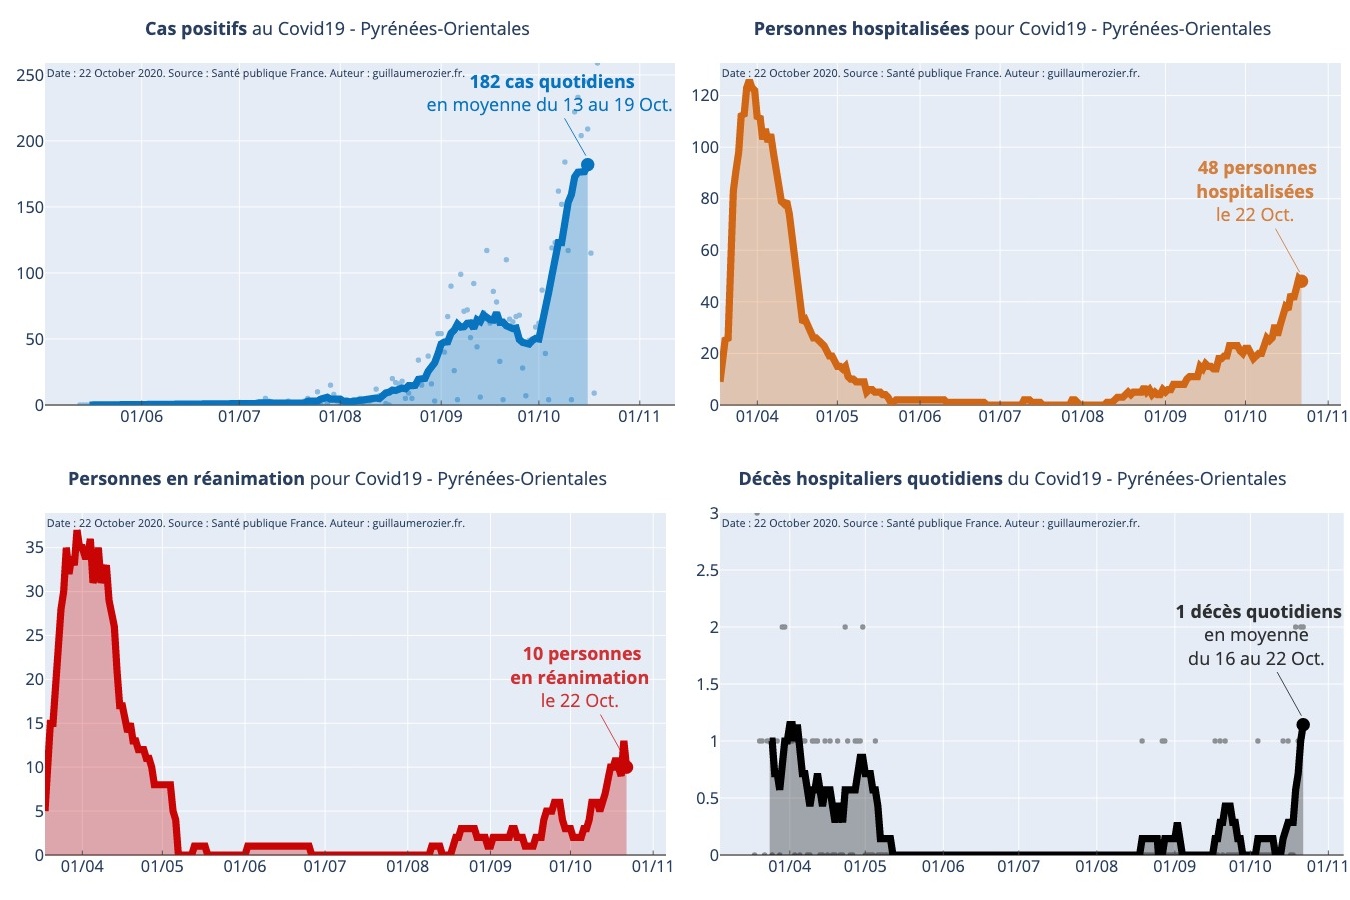 Cas positifs au Covid19 - Pyrénées-Orientales
Date : 22 October 2020. Source : Santé publique France. Auteur : guillaumerozier.fr.
182 cas quotidiens
en moyenne du 13 au 19 Oct.
250
200
150
100
50
0
01/06 01/07 01/08 01/09 01/10 01/11
Personnes hospitalisées pour Covid19 - Pyrénées-Orientales
Date : 22 October 2020. Source : Santé publique France. Auteur : guillaumerozier.fr.
120
100
80
60
40
20
0
48 personnes
hospitalisées
le 22 Oct.
01/04 01/05 01/06 01/07 01/08 01/09 01/10 01/11
Personnes en réanimation pour Covid19 - Pyrénées-Orientales
Date : 22 October 2020. Source : Santé publique France. Auteur : guillaumerozier.fr.
35
30
25
20
15
10
5
0
10 personnes
en réanimation
le 22 Oct.
01/04 01/05 01/06 01/07 01/08 01/09 01/10 01/11
Décès hospitaliers quotidiens du Covid19 - Pyrénées-Orientales
Date : 22 October 2020. Source : Santé publique France. Auteur : guillaumerozier.fr.
3
2.5
2
1.5
1
0.5
0
1 décès quotidiens
en moyenne
du 16 au 22 Oct.
01/04 01/05 01/06 01/07 01/08 01/09 01/10 01/11